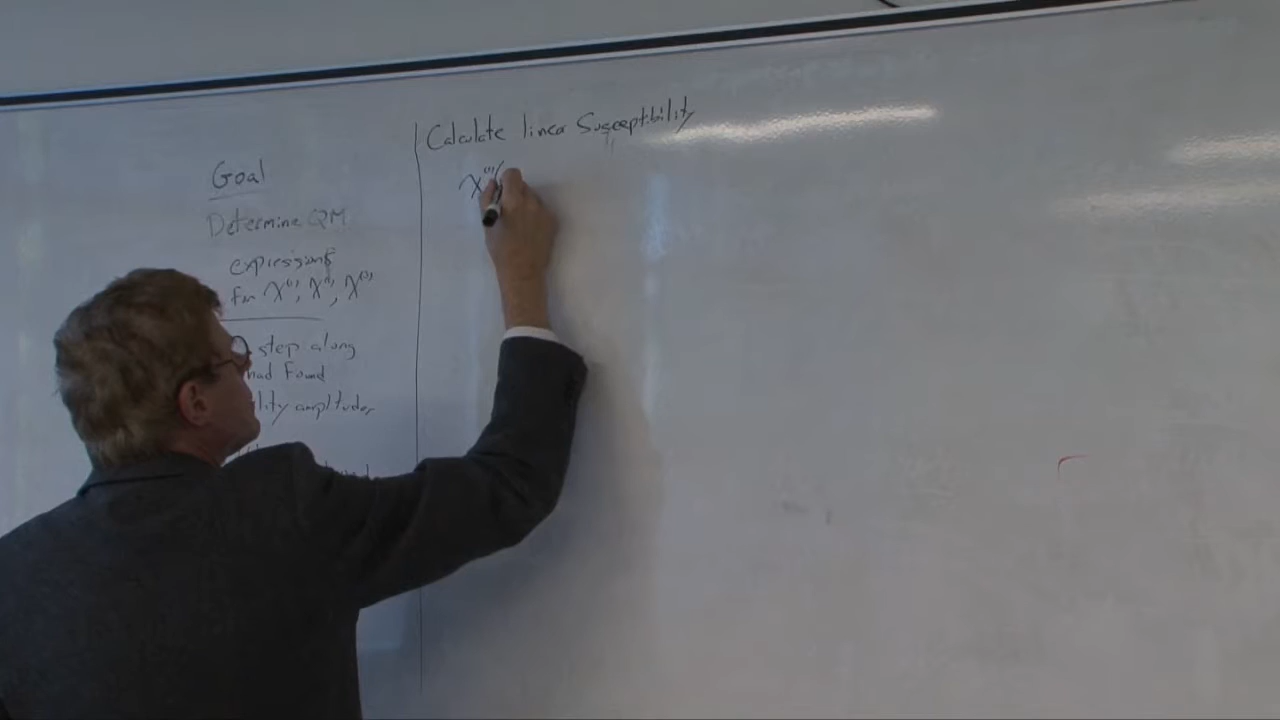 Goal
Determine QM
expressions
for χ⁽¹⁾, χ⁽²⁾, χ⁽³⁾
step along
had found
amplitudes
Calculate linear Susceptibility
χ⁽¹⁾(